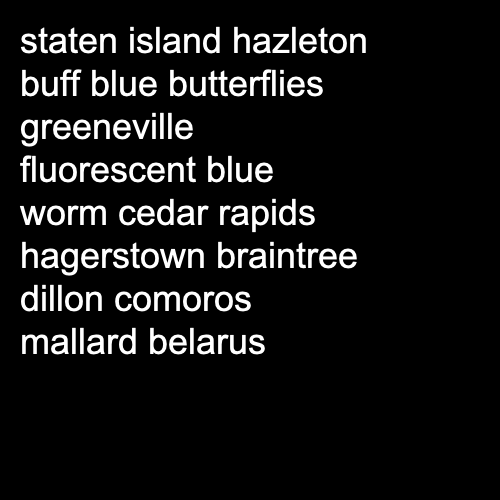 staten island hazleton
buff blue butterflies
greeneville
fluorescent blue
worm cedar rapids
hagerstown braintree
dillon comoros
mallard belarus